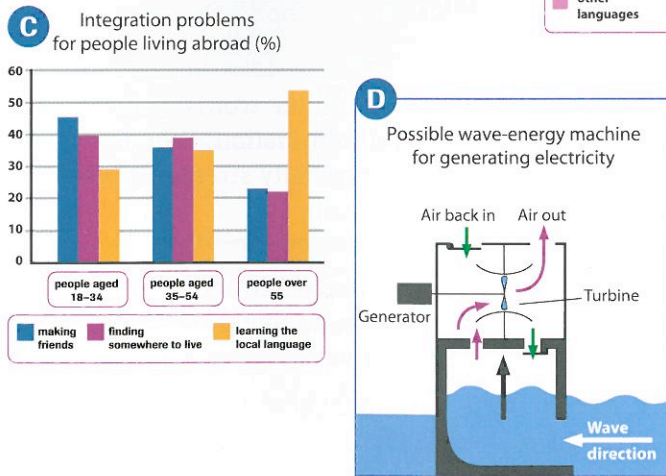 other
languages
C
Integration problems
for people living abroad (%)
60
50
40
30
20
10
0
people aged
18–34
people aged
35–54
people over
55
making
friends
finding
somewhere to live
learning the
local language
D
Possible wave-energy machine
for generating electricity
Air back in
Air out
Turbine
Generator
Wave
direction